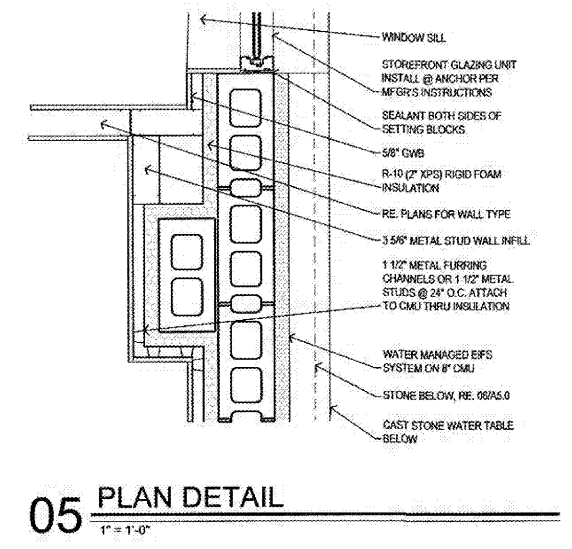 WINDOW SILL
STOREFRONT GLAZING UNIT
INSTALL @ ANCHOR PER
MFGR'S INSTRUCTIONS
SEALANT BOTH SIDES OF
SETTING BLOCKS
5/8" GWB
R-10 (2" XPS) RIGID FOAM
INSULATION
RE. PLANS FOR WALL TYPE
3 5/6" METAL STUD WALL INFILL
1 1/2" METAL FURRING
CHANNELS OR 1 1/2" METAL
STUDS @ 24" O.C. ATTACH
TO CMU THRU INSULATION
WATER MANAGED EIFS
SYSTEM ON 8" CMU
STONE BELOW, RE. 06/A5.0
CAST STONE WATER TABLE
BELOW
05 PLAN DETAIL
1" = 1'-0"